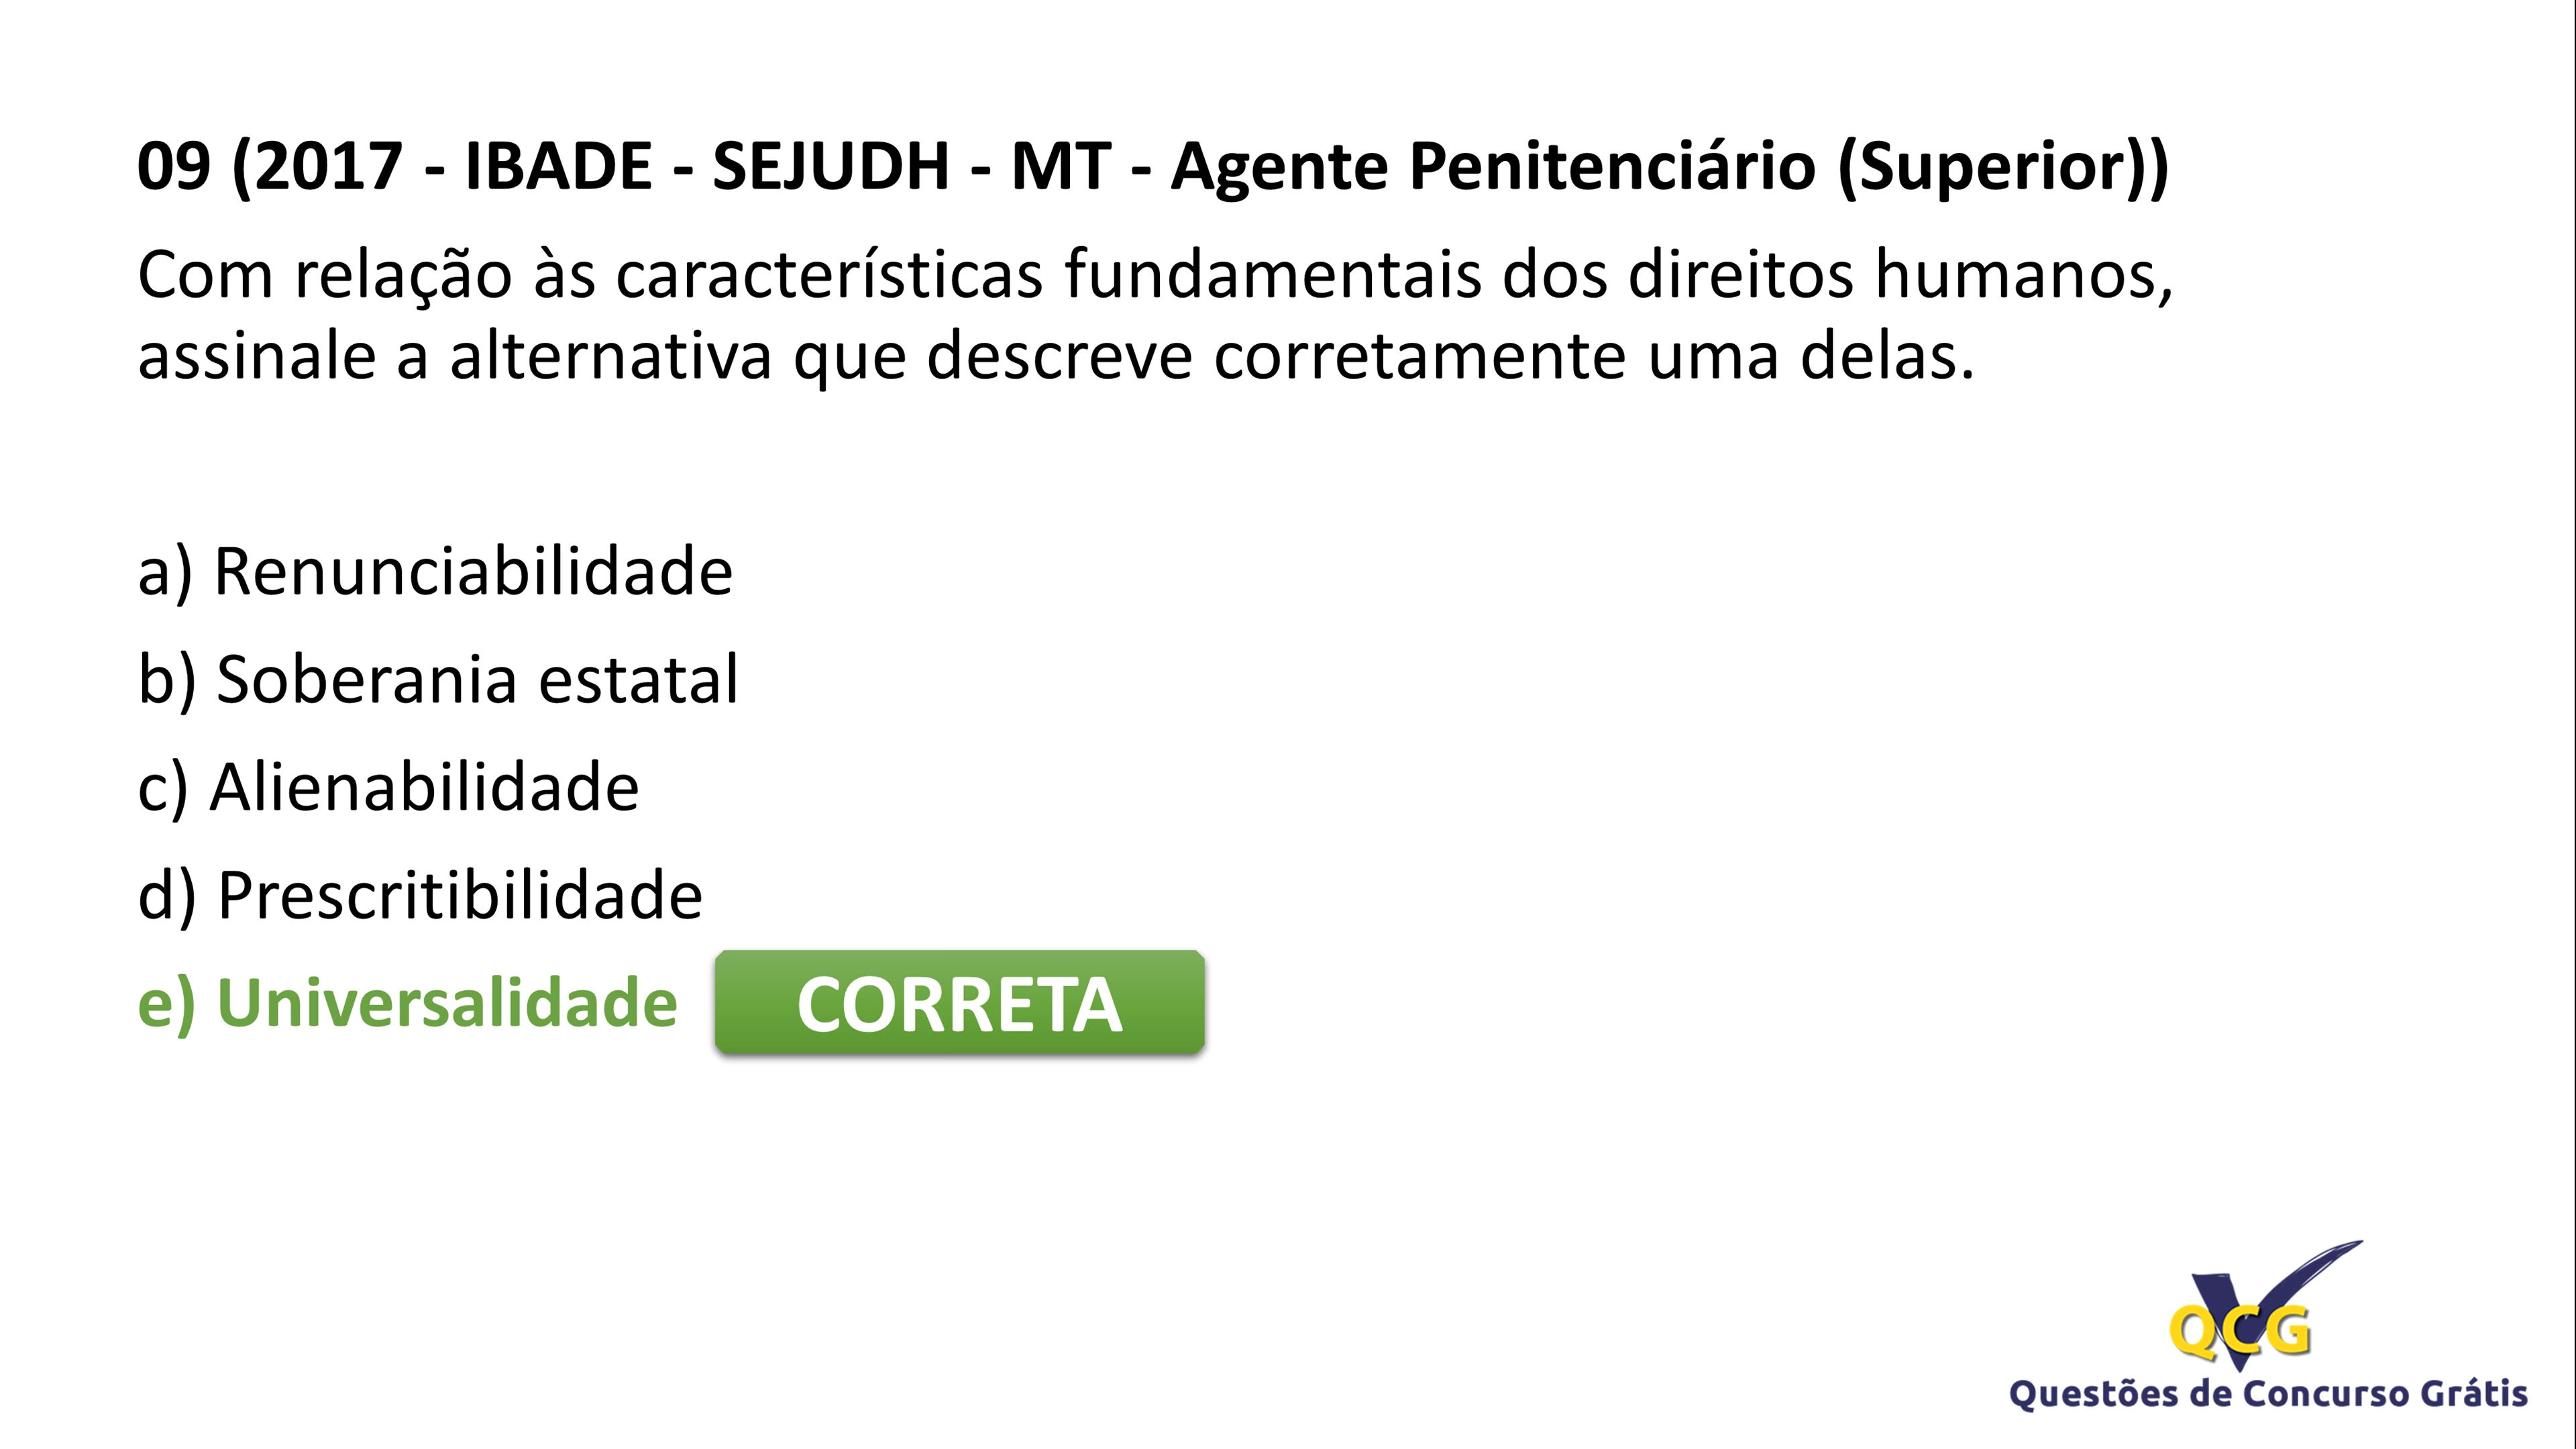 09 (2017 - IBADE - SEJUDH - MT - Agente Penitenciário (Superior))
Com relação às características fundamentais dos direitos humanos,
assinale a alternativa que descreve corretamente uma delas.
a) Renunciabilidade
b) Soberania estatal
c) Alienabilidade
d) Prescritibilidade
e) Universalidade CORRETA
QCG
Questões de Concurso Grátis